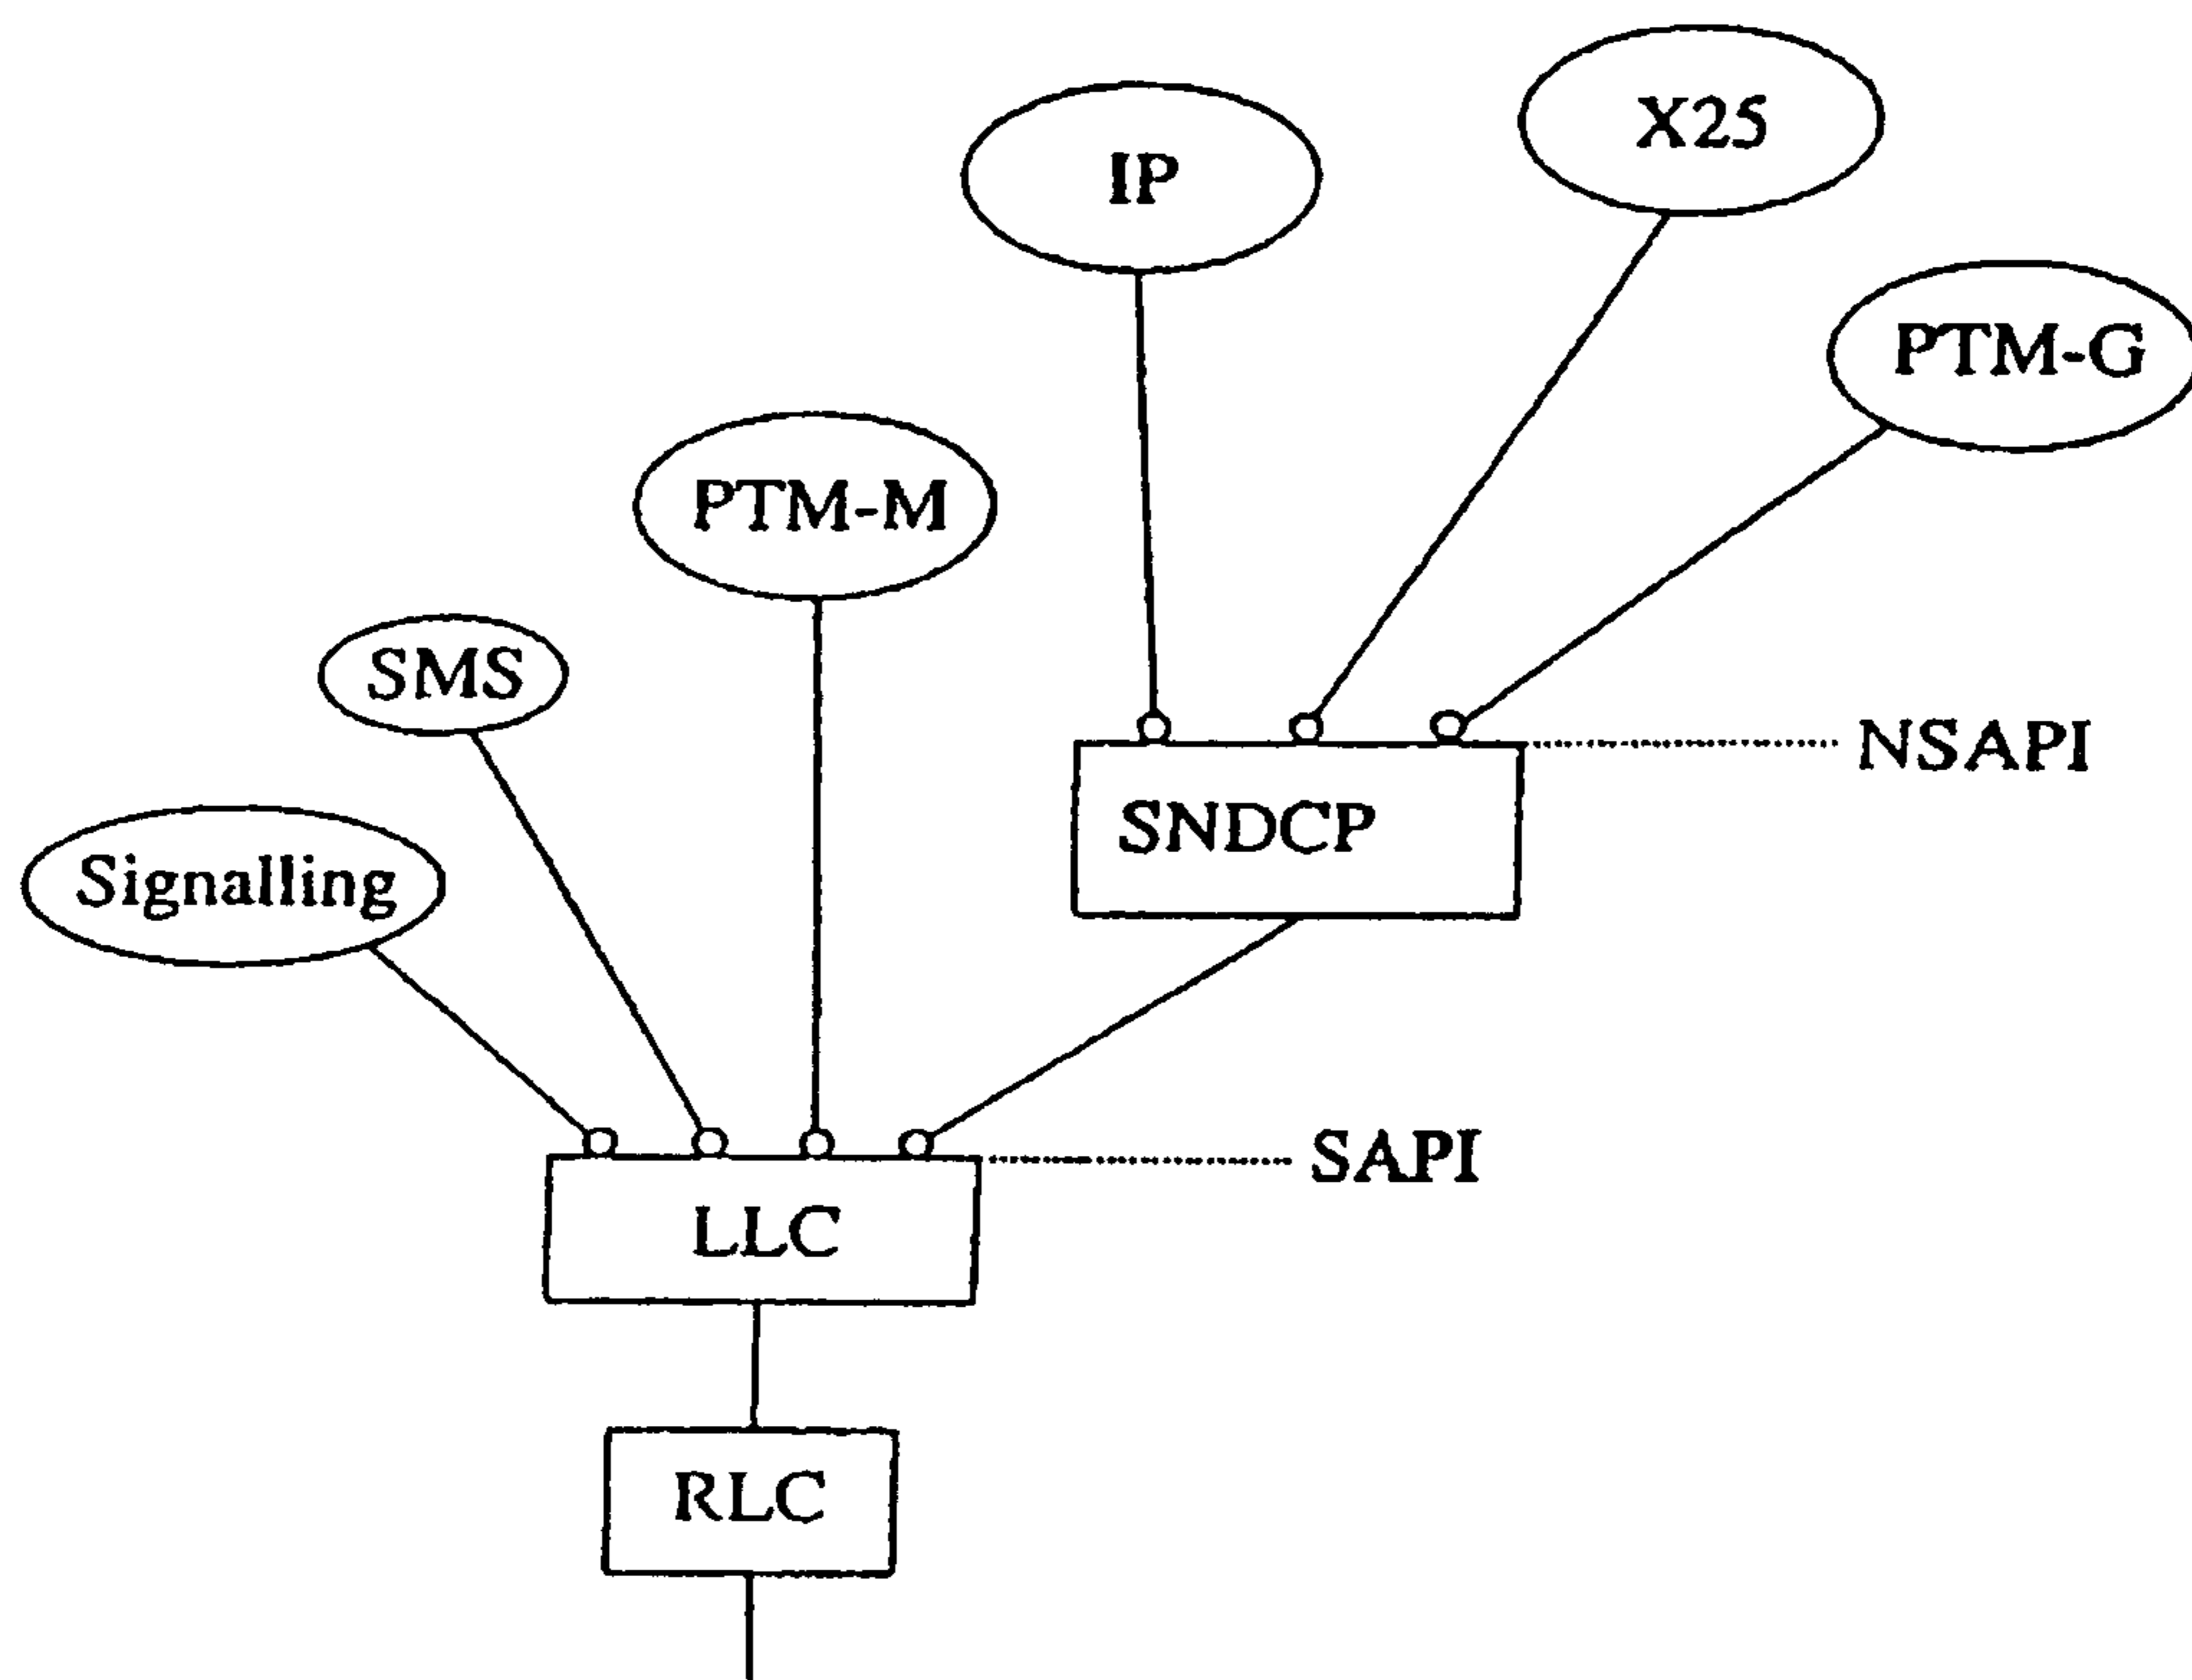 X25
IP
PTM-G
PTM-M
SMS
NSAPI
SNDCP
Signalling
SAPI
LLC
RLC